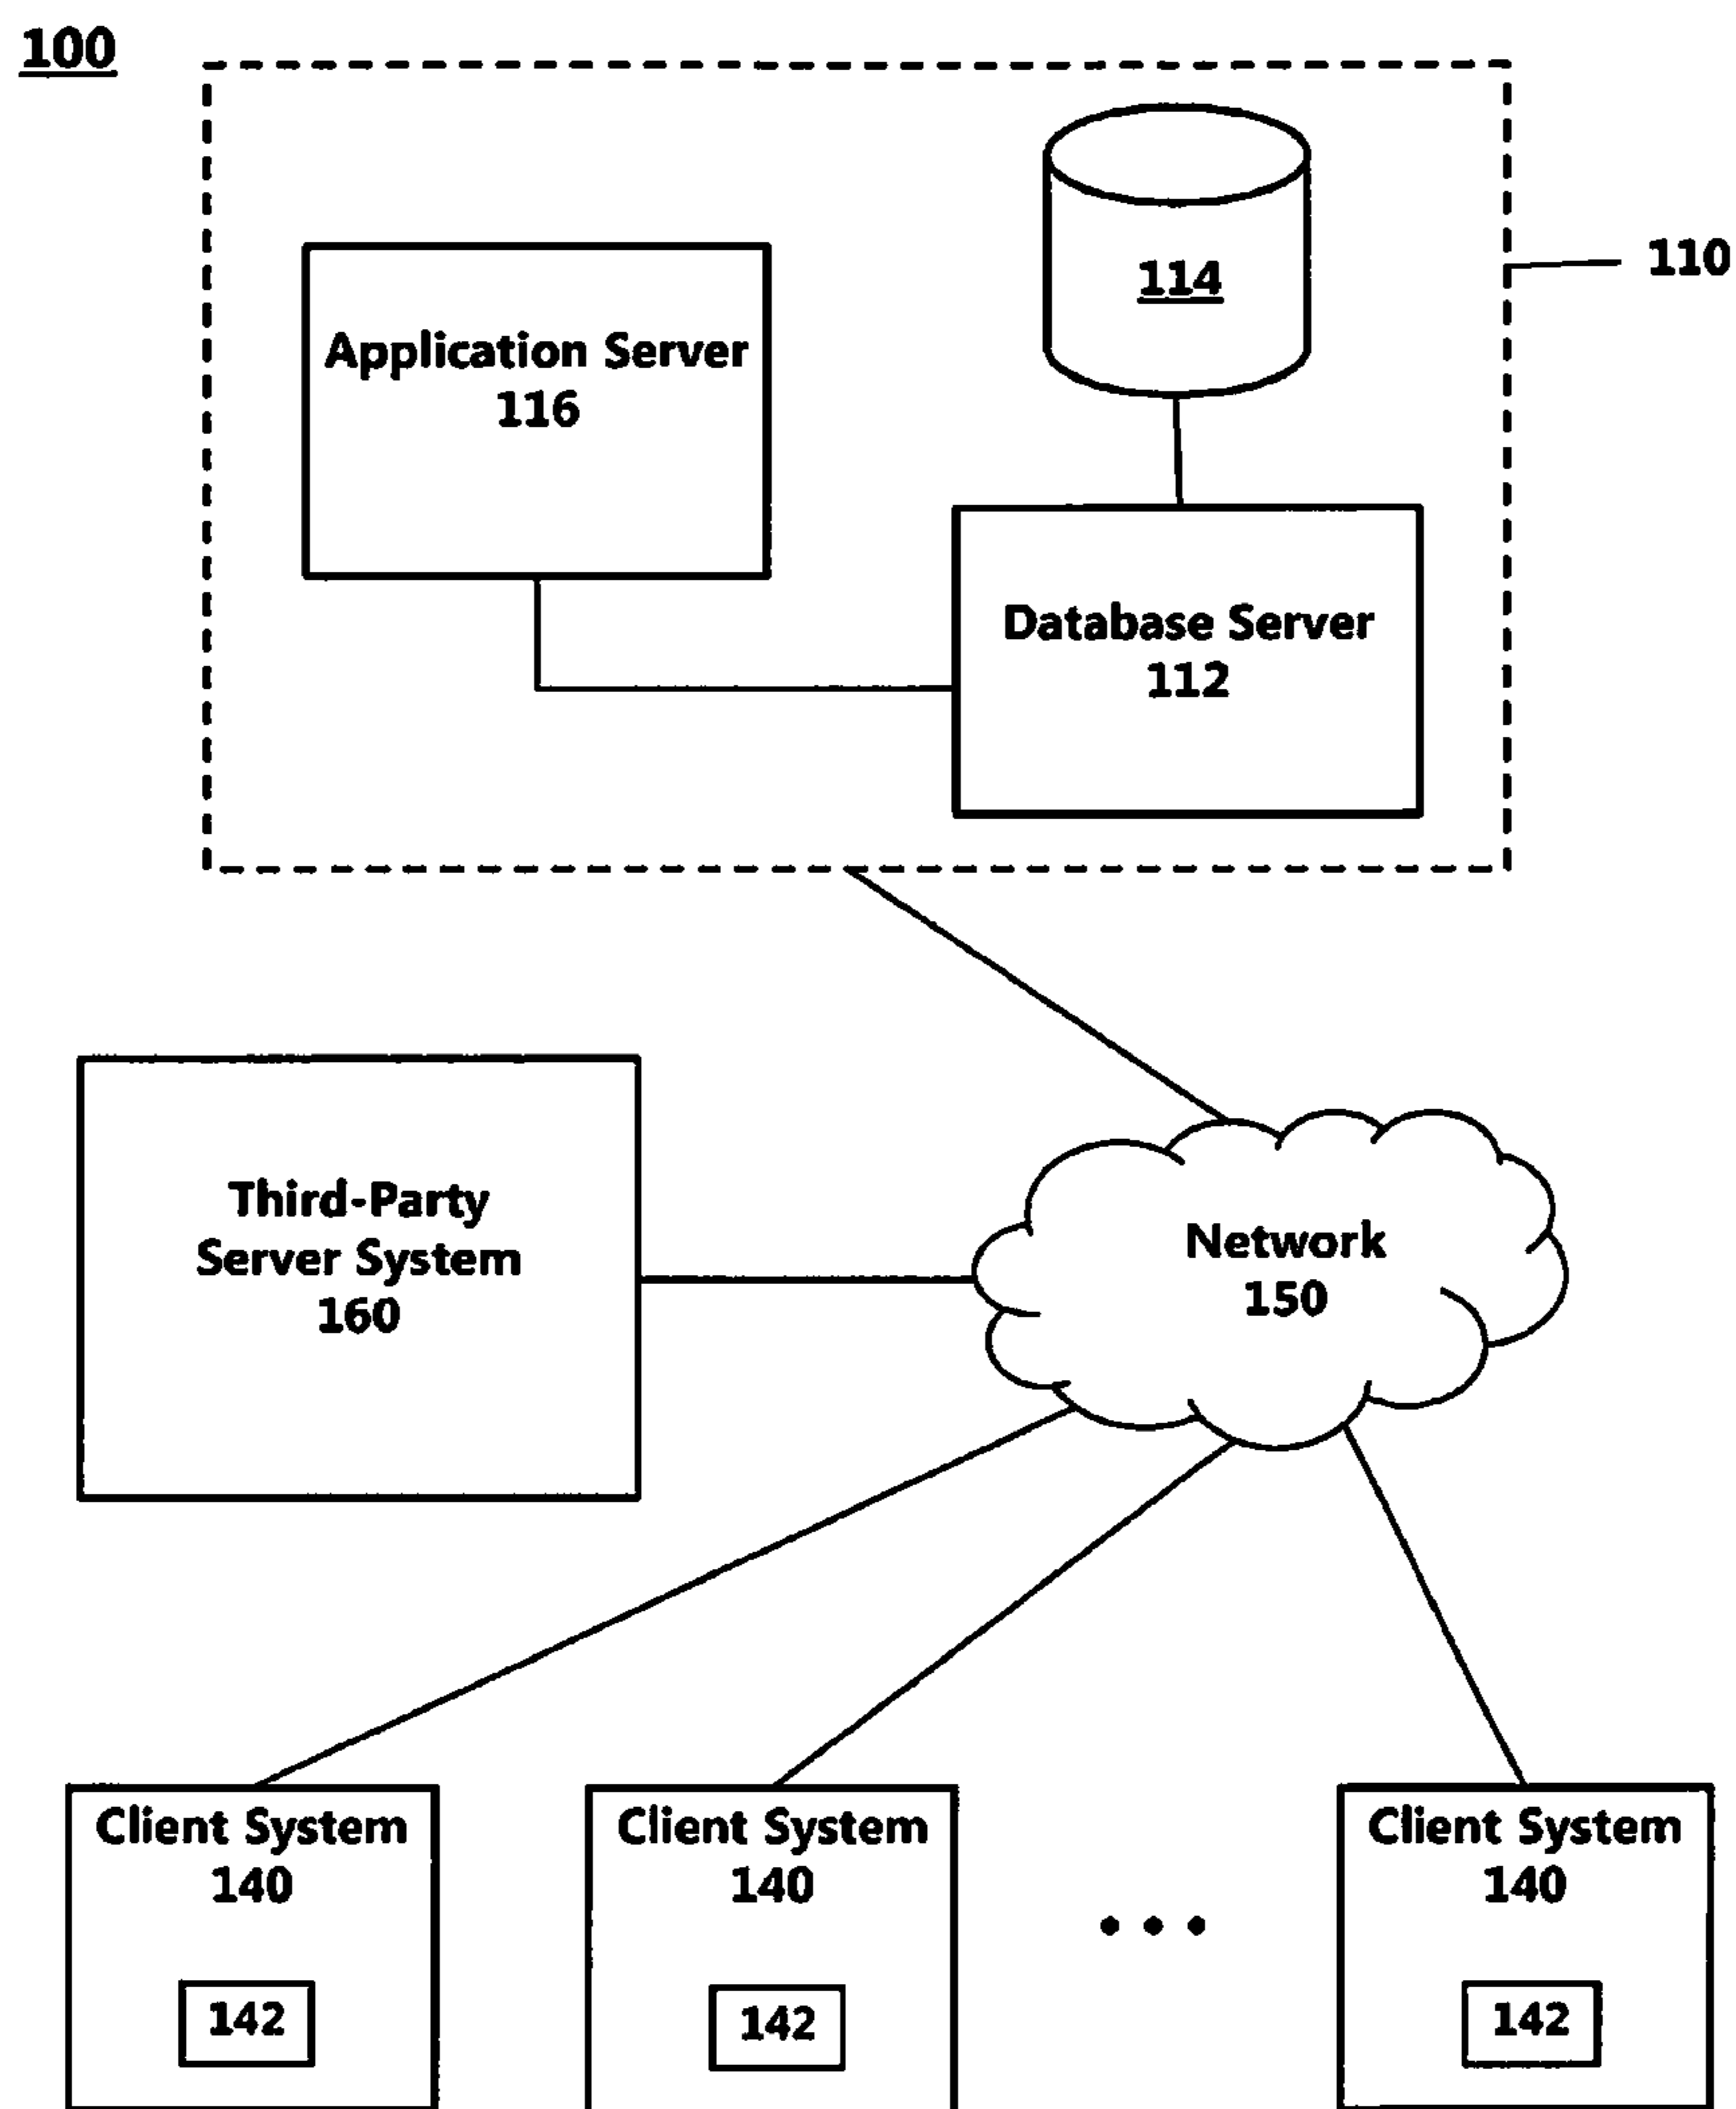 100
114
110
Application Server
116
Database Server
112
Third-Party
Server System
160
Network
150
Client System
140
142
Client System
140
142
Client System
140
142